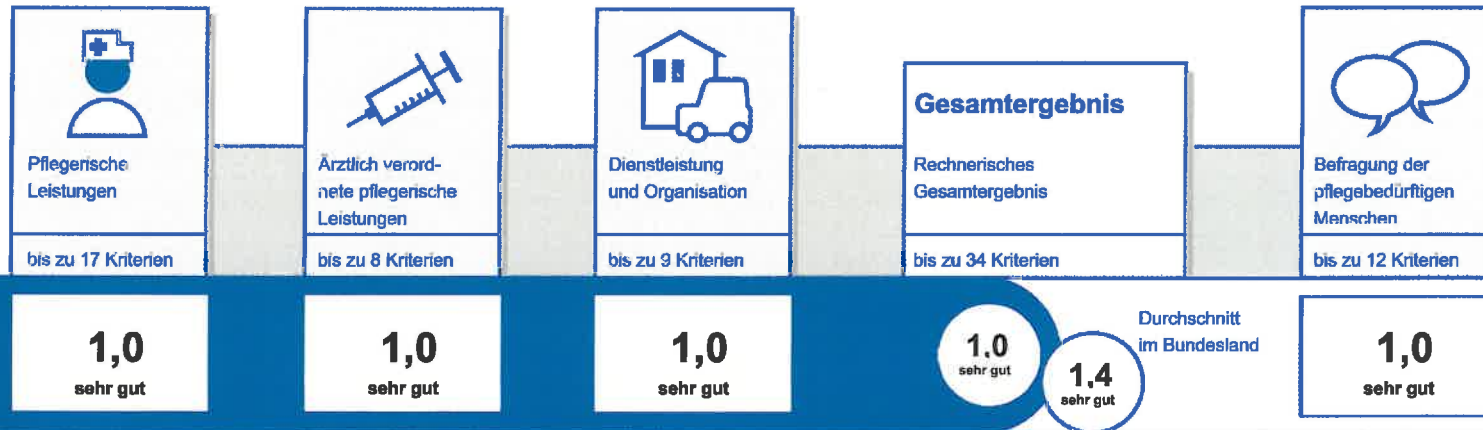 Pflegerische
Leistungen
bis zu 17 Kriterien
1,0
sehr gut
Ärztlich verord-
nete pflegerische
Leistungen
bis zu 8 Kriterien
1,0
sehr gut
Dienstleistung
und Organisation
bis zu 9 Kriterien
1,0
sehr gut
Gesamtergebnis
Rechnerisches
Gesamtergebnis
bis zu 34 Kriterien
1,0
sehr gut
1,4
sehr gut
Durchschnitt
im Bundesland
Befragung der
pflegebedürftigen
Menschen
bis zu 12 Kriterien
1,0
sehr gut